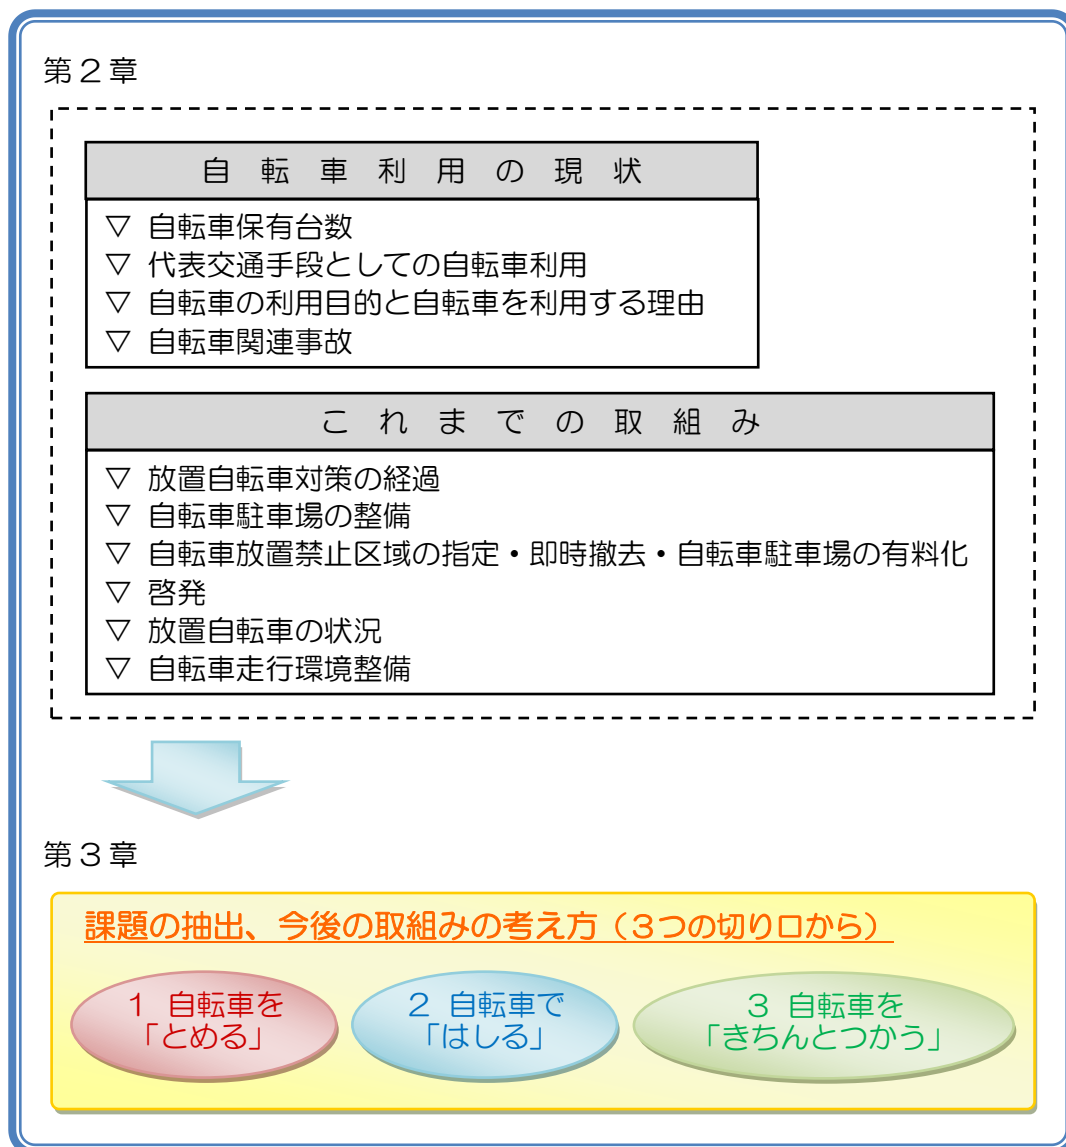 第２章
自転車利用の現状
▽ 自転車保有台数
▽ 代表交通手段としての自転車利用
▽ 自転車の利用目的と自転車を利用する理由
▽ 自転車関連事故
これまでの取組み
▽ 放置自転車対策の経過
▽ 自転車駐車場の整備
▽ 自転車放置禁止区域の指定・即時撤去・自転車駐車場の有料化
▽ 啓発
▽ 放置自転車の状況
▽ 自転車走行環境整備
第３章
課題の抽出、今後の取組みの考え方（３つの切り口から）
１ 自転車を
「とめる」
２ 自転車で
「はしる」
３ 自転車を
「きちんとつかう」